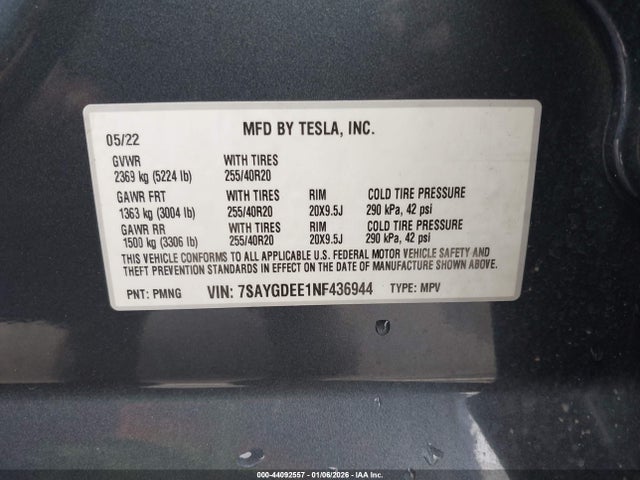 MFD BY TESLA, INC.
05/22
GVWR WITH TIRES
2369 kg (5224 lb) 255/40R20
GAWR FRT WITH TIRES RIM COLD TIRE PRESSURE
1363 kg (3004 lb) 255/40R20 20X9.5J 290 kPa, 42 psi
GAWR RR WITH TIRES RIM COLD TIRE PRESSURE
1500 kg (3306 lb) 255/40R20 20X9.5J 290 kPa, 42 psi
THIS VEHICLE CONFORMS TO ALL APPLICABLE U.S. FEDERAL MOTOR VEHICLE SAFETY AND
THEFT PREVENTION STANDARDS IN EFFECT ON THE DATE OF MANUFACTURE SHOWN ABOVE.
PNT: PMNG VIN: 7SAYGDEE1NF436944 TYPE: MPV
000-44092557 - 01/06/2026 - IAA Inc.